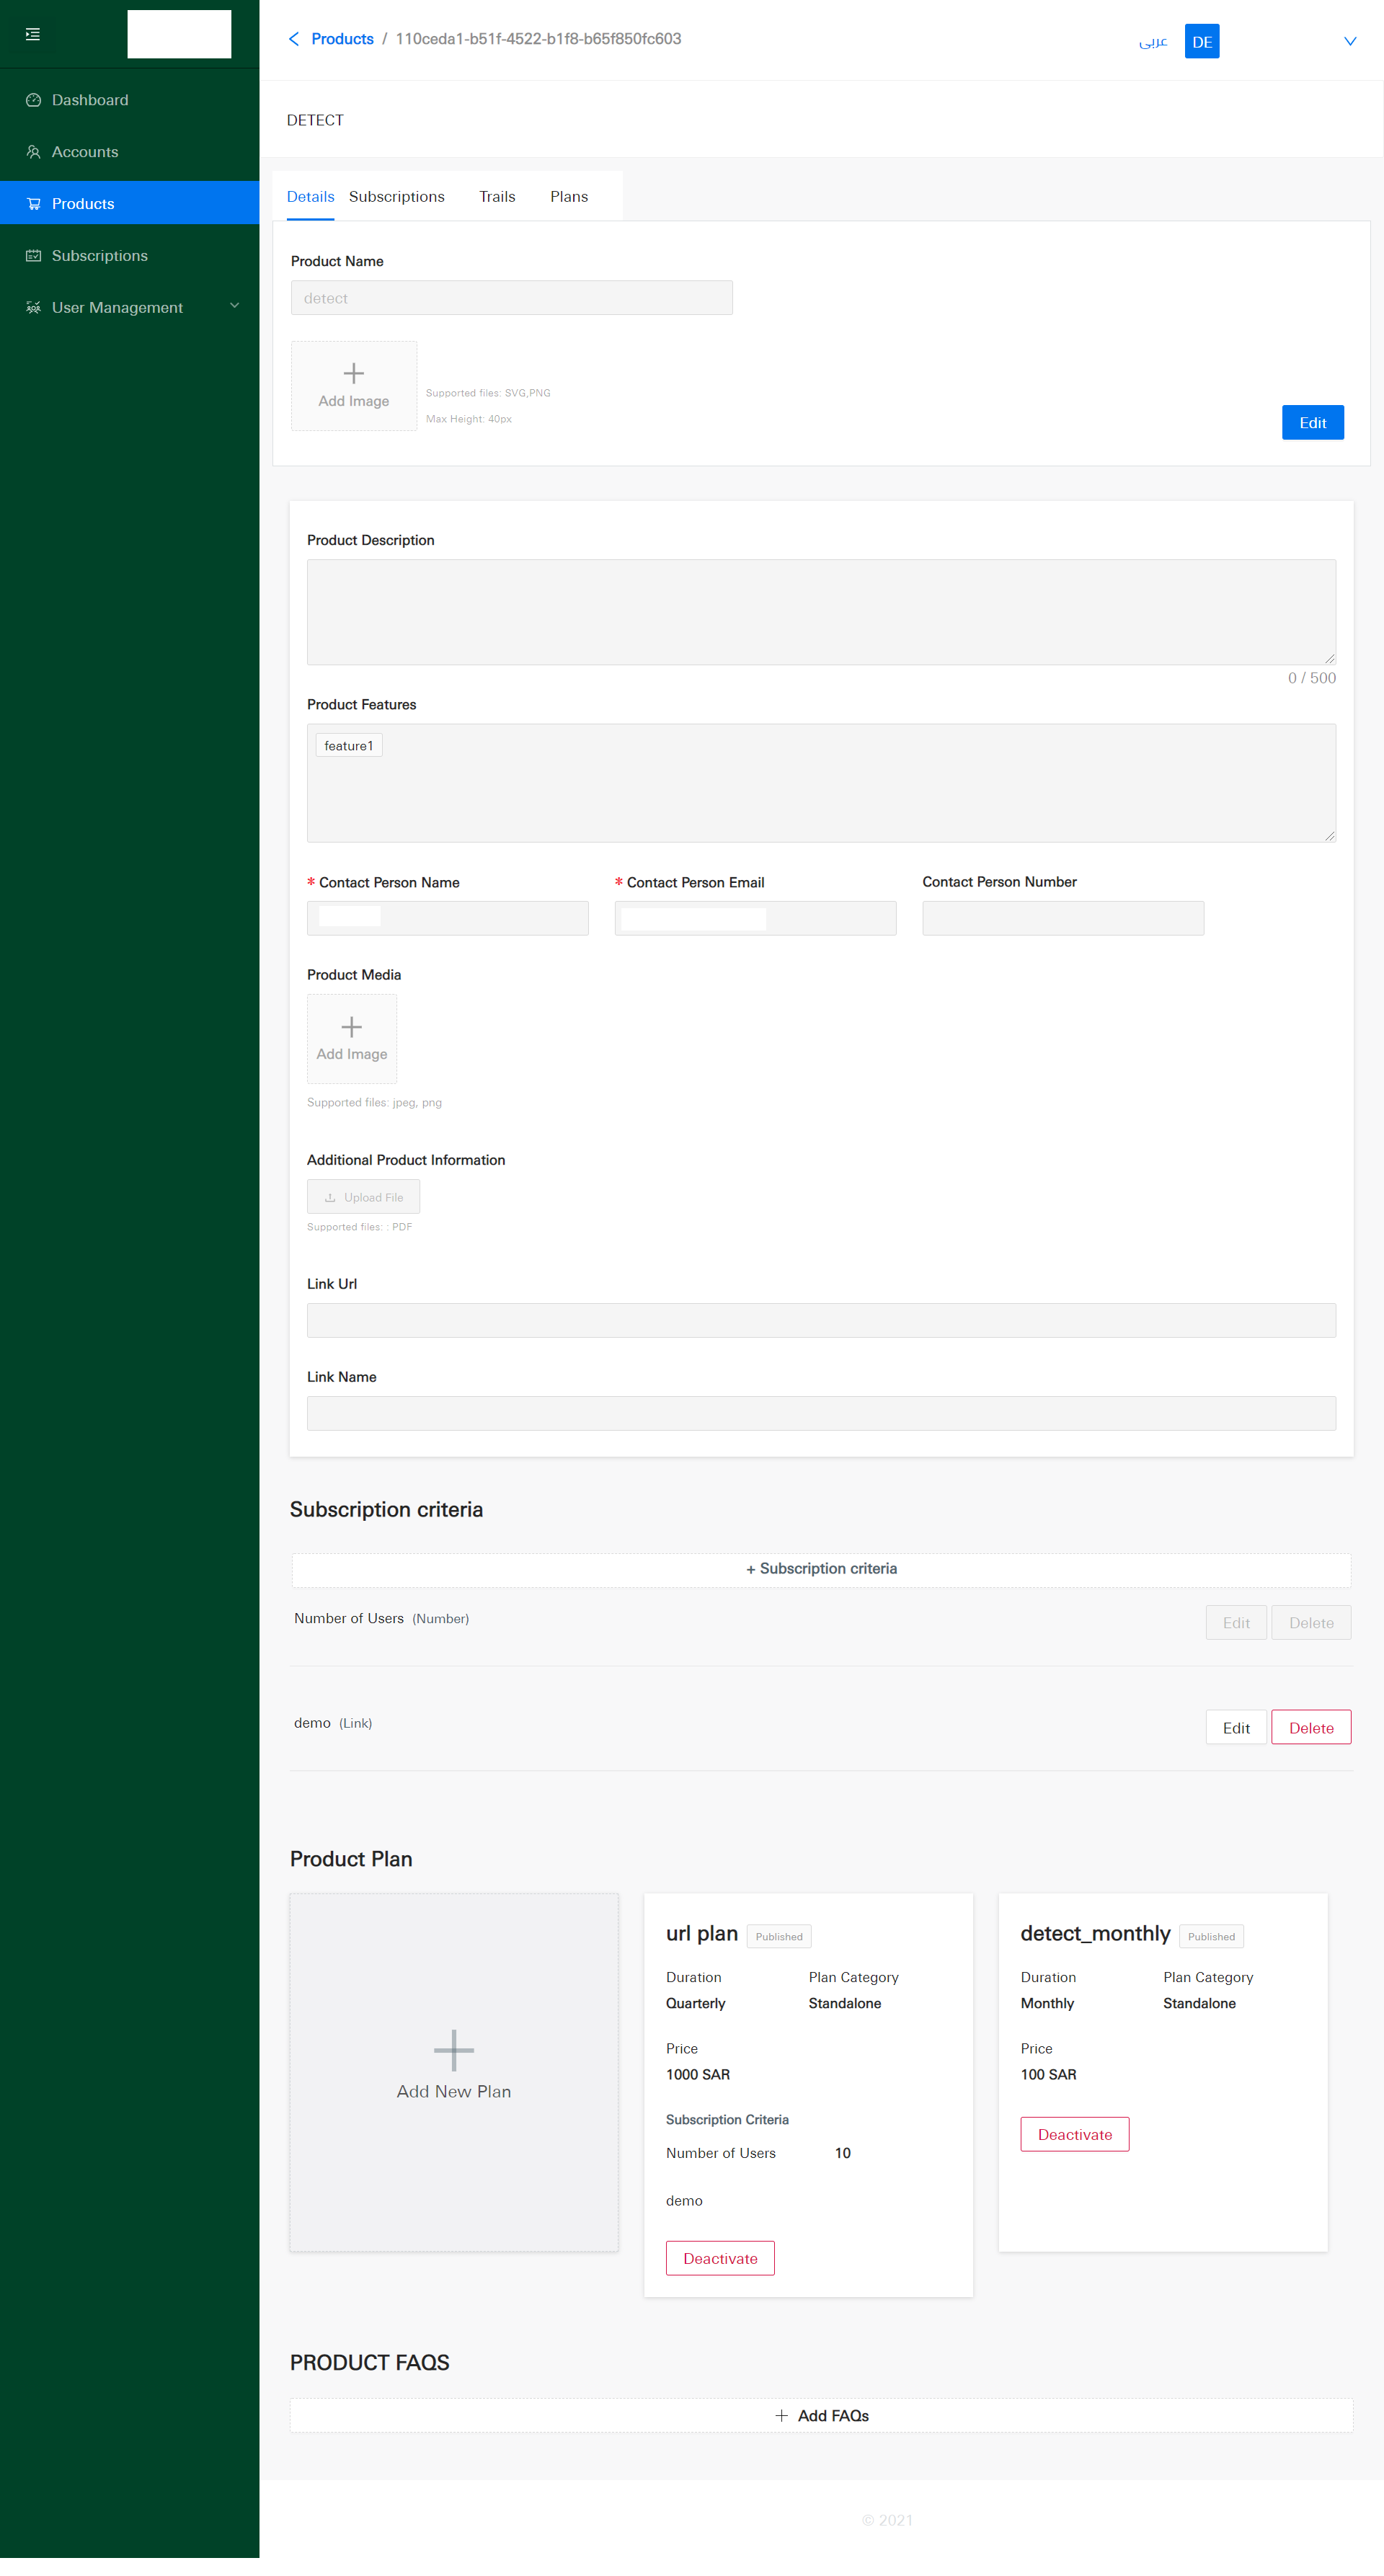 Products / 110ceda1-b51f-4522-b1f8-b65f850fc603
عربى
DE
Dashboard
Accounts
Products
Subscriptions
User Management
DETECT
Details Subscriptions Trails Plans
Product Name
detect
Add Image
Supported files: SVG,PNG
Max Height: 40px
Edit
Product Description
0 / 500
Product Features
feature1
* Contact Person Name * Contact Person Email Contact Person Number
Product Media
Add Image
Supported files: jpeg, png
Additional Product Information
Upload File
Supported files: : PDF
Link Url
Link Name
Subscription criteria
+ Subscription criteria
Number of Users (Number) Edit Delete
demo (Link) Edit Delete
Product Plan
Add New Plan
url plan Published
Duration Plan Category
Quarterly Standalone
Price
1000 SAR
Subscription Criteria
Number of Users 10
demo
Deactivate
detect_monthly Published
Duration Plan Category
Monthly Standalone
Price
100 SAR
Deactivate
PRODUCT FAQS
Add FAQs
© 2021